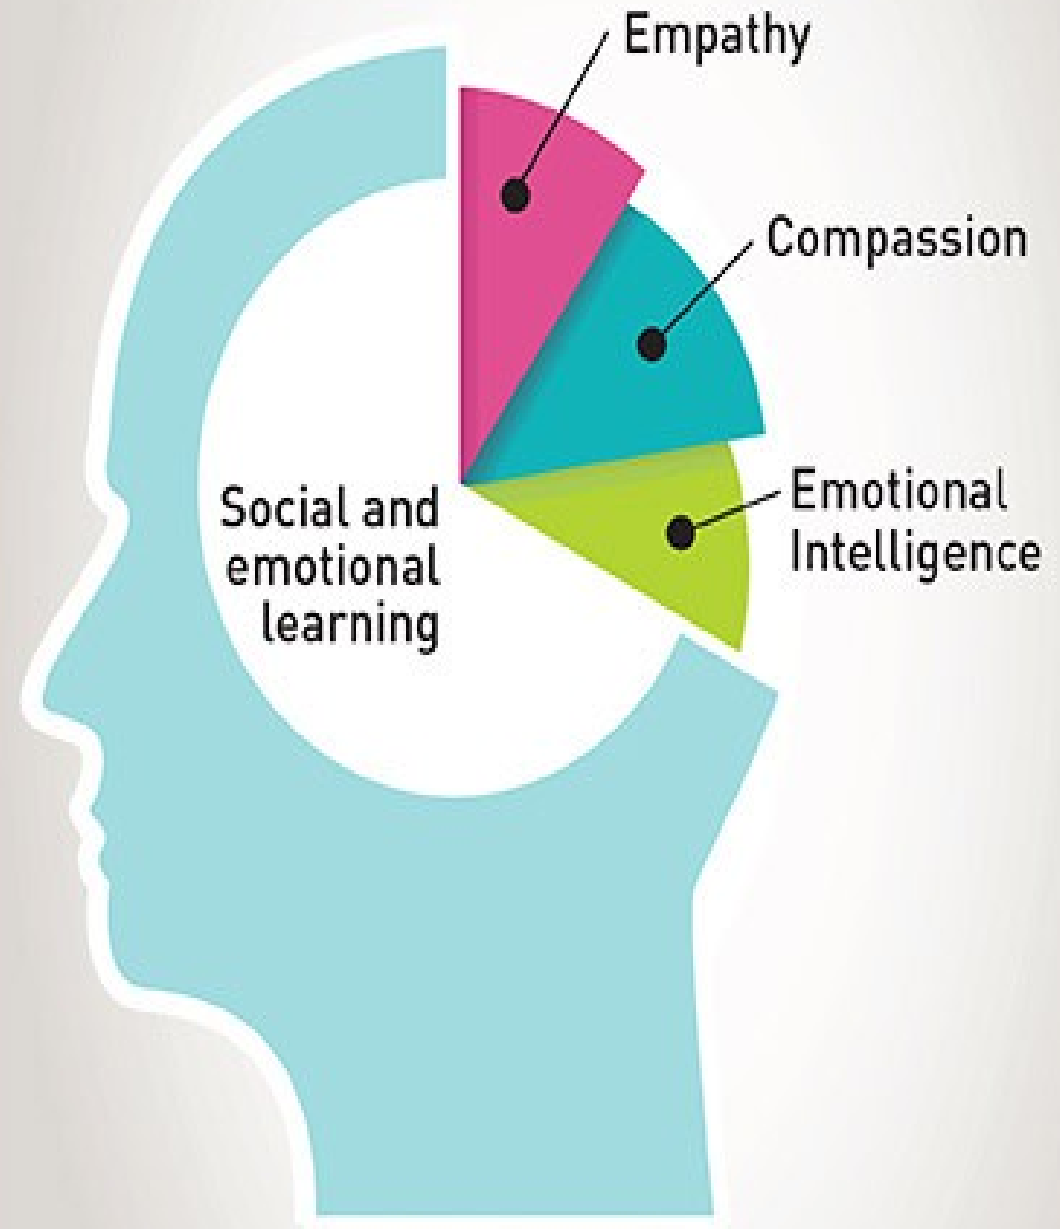 Empathy
Compassion
Social and
emotional
learning
Emotional
Intelligence